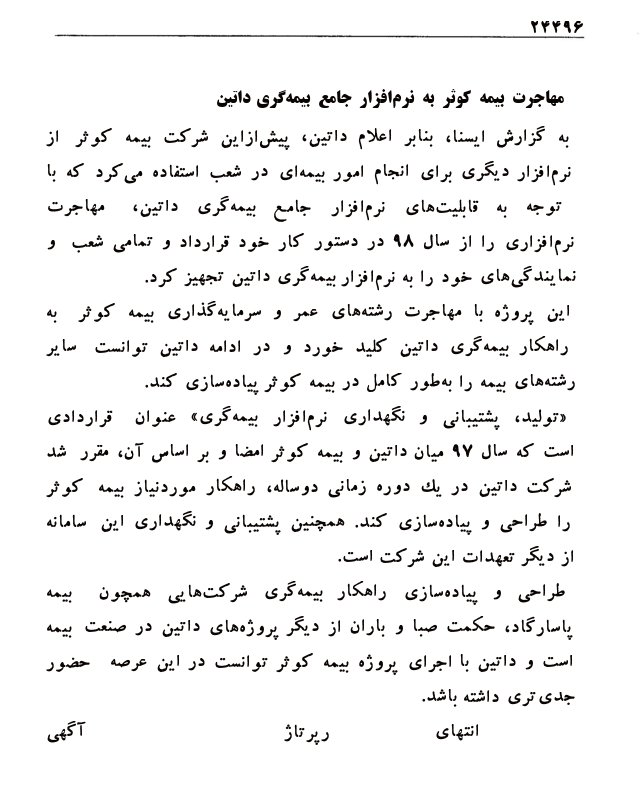 ۲۴۴۹۶
مهاجرت بیمه کوثر به نرم‌افزار جامع بیمه‌گری داتین
به گزارش ایسنا، بنابر اعلام داتین، پیش‌ازاین شرکت بیمه کوثر از
نرم‌افزار دیگری برای انجام امور بیمه‌ای در شعب استفاده می‌کرد که با
توجه به قابلیت‌های نرم‌افزار جامع بیمه‌گری داتین، مهاجرت
نرم‌افزاری را از سال ۹۸ در دستور کار خود قرارداد و تمامی شعب و
نمایندگی‌های خود را به نرم‌افزار بیمه‌گری داتین تجهیز کرد.
این پروژه با مهاجرت رشته‌های عمر و سرمایه‌گذاری بیمه کوثر به
راهکار بیمه‌گری داتین کلید خورد و در ادامه داتین توانست سایر
رشته‌های بیمه را به‌طور کامل در بیمه کوثر پیاده‌سازی کند.
«تولید، پشتیبانی و نگهداری نرم‌افزار بیمه‌گری» عنوان قراردادی
است که سال ۹۷ میان داتین و بیمه کوثر امضا و بر اساس آن، مقرر شد
شرکت داتین در یك دوره زمانی دوساله، راهکار موردنیاز بیمه کوثر
را طراحی و پیاده‌سازی کند. همچنین پشتیبانی و نگهداری این سامانه
از دیگر تعهدات این شرکت است.
طراحی و پیاده‌سازی راهکار بیمه‌گری شرکت‌هایی همچون بیمه
پاسارگاد، حکمت صبا و باران از دیگر پروژه‌های داتین در صنعت بیمه
است و داتین با اجرای پروژه بیمه کوثر توانست در این عرصه حضور
جدی‌تری داشته باشد.
انتهای رپرتاژ آگهی